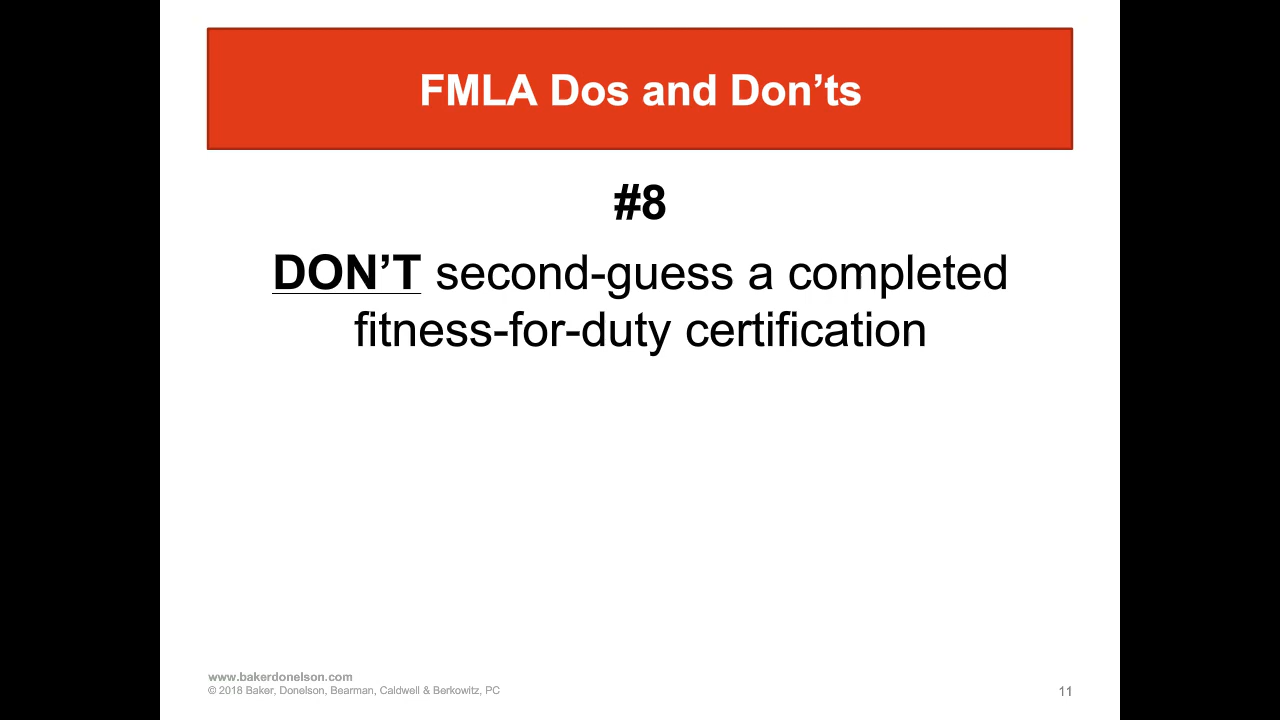 FMLA Dos and Don’ts
#8
DON’T second-guess a completed
fitness-for-duty certification
www.bakerdonelson.com
© 2018 Baker, Donelson, Bearman, Caldwell & Berkowitz, PC
11